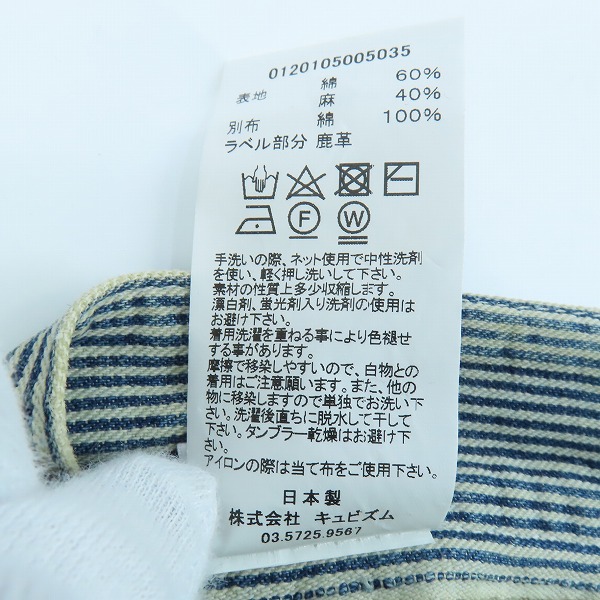 0120105005035
表地 綿 60%
麻 40%
別布 綿 100%
ラベル部分 鹿革
F W
手洗いの際、ネット使用で中性洗剤
を使い、軽く押し洗いして下さい。
素材の性質上多少収縮します。
漂白剤、蛍光剤入り洗剤の使用は
お避け下さい。
着用洗濯を重ねる事により色褪せ
する事があります。
摩擦で移染しやすいので、白物との
着用はご注意願います。また、他の
物に移染しますので単独でお洗い下
さい。洗濯後直ちに脱水して干して
下さい。タンブラー乾燥はお避け下
さい。
アイロンの際は当て布をご使用下さい。
日本製
株式会社 キュビズム
03.5725.9567